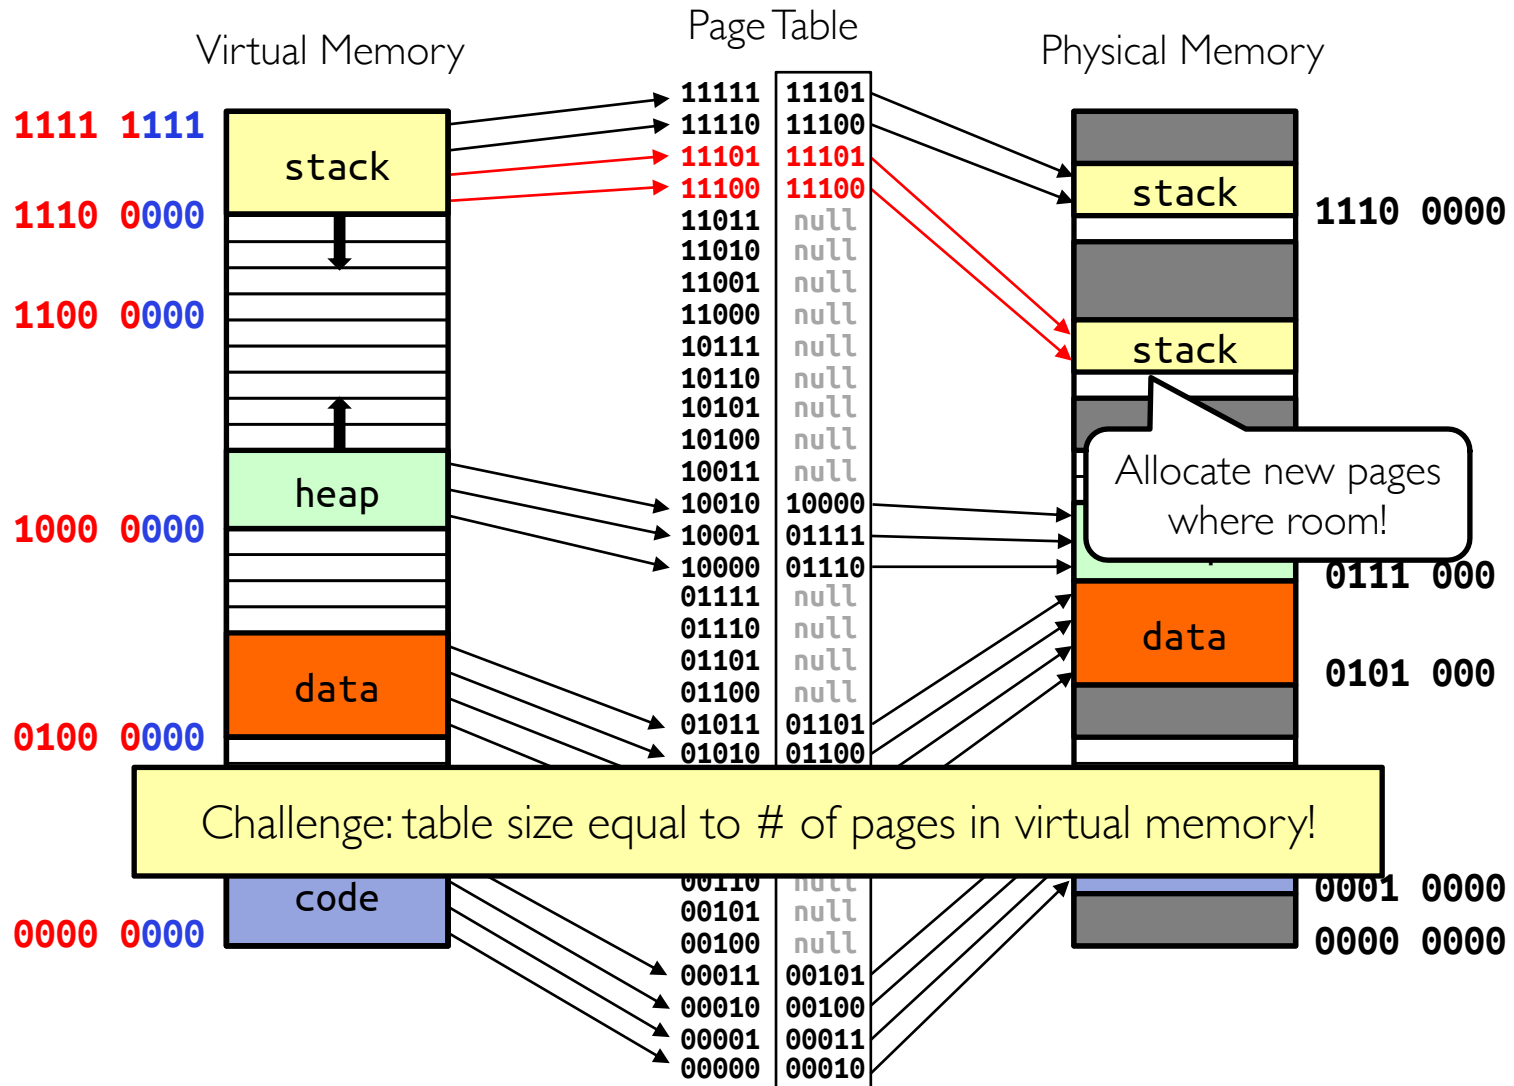 Virtual Memory
Page Table
Physical Memory
1111 1111
stack
1110 0000
1100 0000
heap
1000 0000
data
0100 0000
code
0000 0000
11111 11101
11110 11100
11101 11101
11100 11100
11011 null
11010 null
11001 null
11000 null
10111 null
10110 null
10101 null
10100 null
10011 null
10010 10000
10001 01111
10000 01110
01111 null
01110 null
01101 null
01100 null
01011 01101
01010 01100
00110 null
00101 null
00100 null
00011 00101
00010 00100
00001 00011
00000 00010
stack
1110 0000
stack
Allocate new pages
where room!
0111 000
data
0101 000
0001 0000
0000 0000
Challenge: table size equal to # of pages in virtual memory!